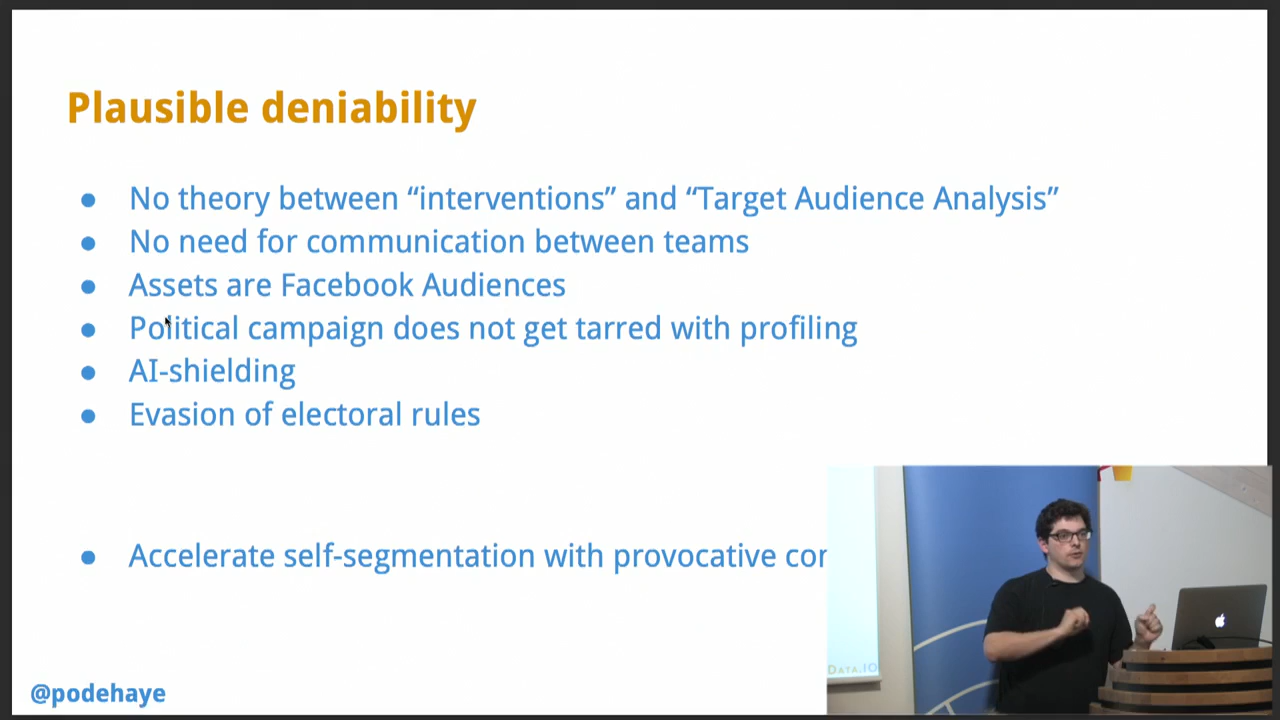 Plausible deniability
● No theory between “interventions” and “Target Audience Analysis”
● No need for communication between teams
● Assets are Facebook Audiences
● Political campaign does not get tarred with profiling
● AI-shielding
● Evasion of electoral rules
● Accelerate self-segmentation with provocative
@podehaye
DATA.IO